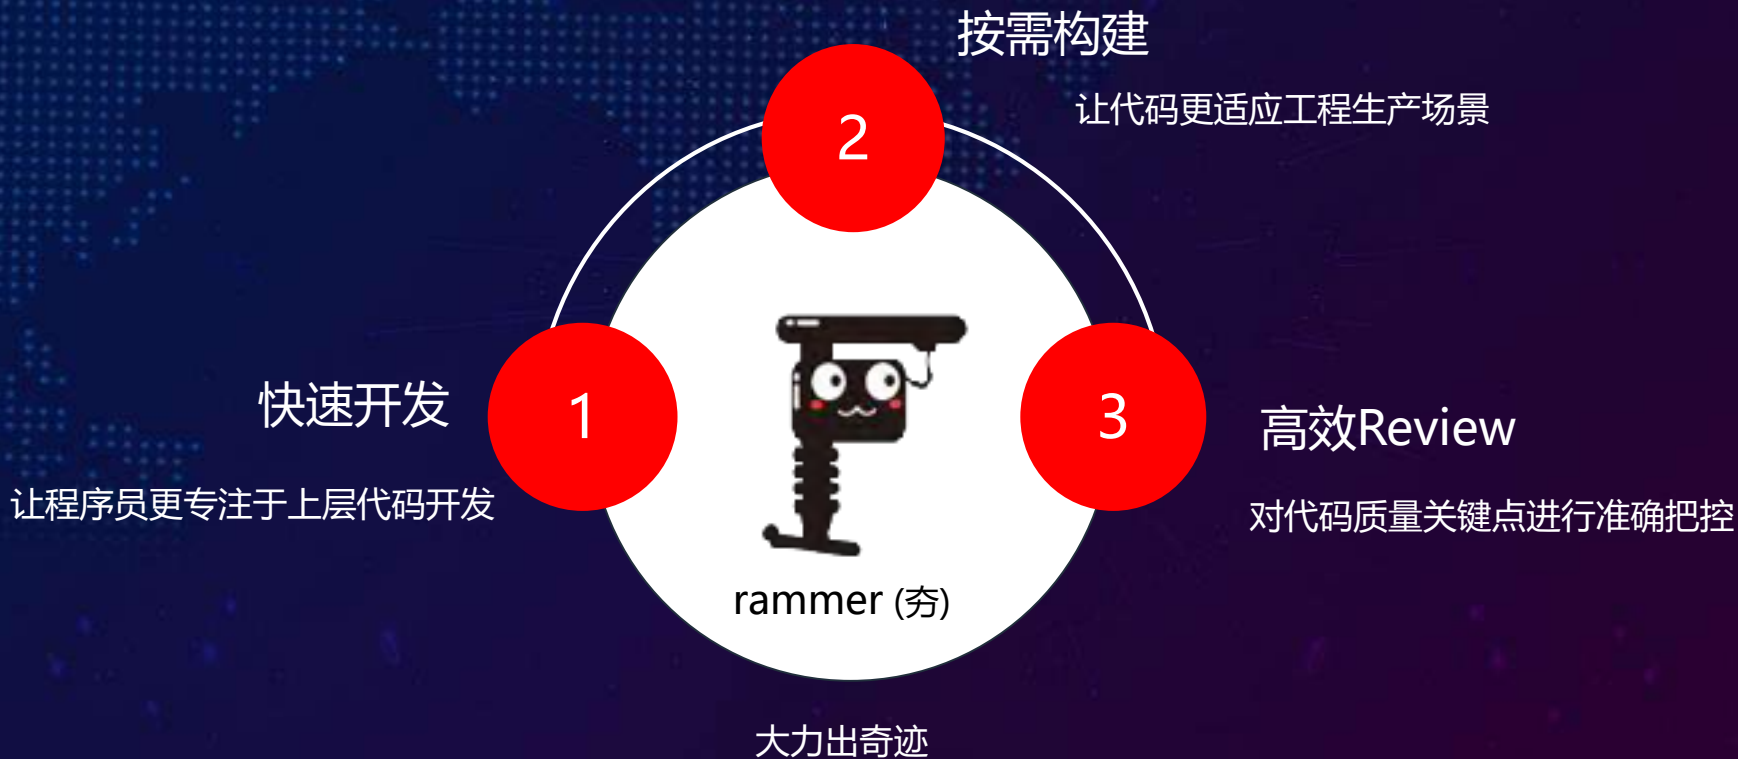 按需构建
让代码更适应工程生产场景
2
1
快速开发
让程序员更专注于上层代码开发
3
高效Review
对代码质量关键点进行准确把控
rammer (夯)
大力出奇迹